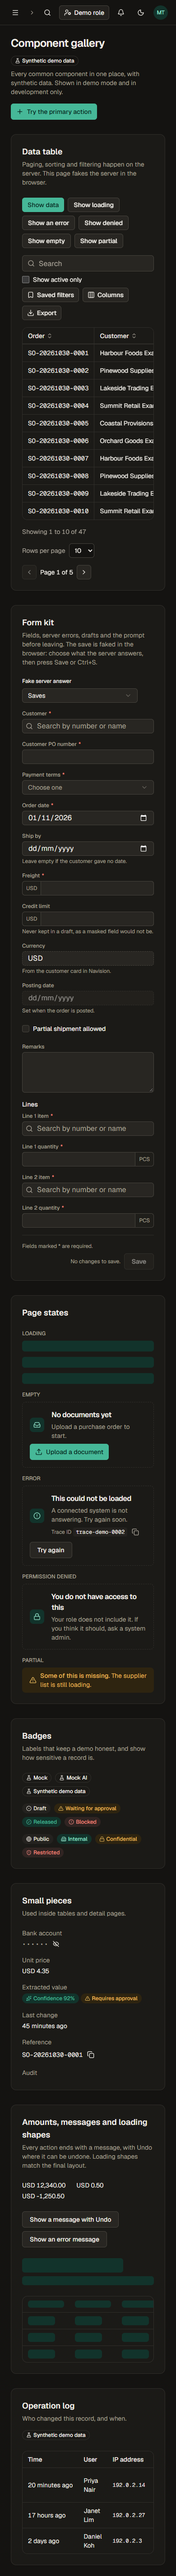 Demo role
MT
Component gallery
Synthetic demo data
Every common component in one place, with
synthetic data. Shown in demo mode and in
development only.
Try the primary action
Data table
Paging, sorting and filtering happen on the
server. This page fakes the server in the
browser.
Show data
Show loading
Show an error
Show denied
Show empty
Show partial
Search
Show active only
Saved filters
Columns
Export
Order
Customer
SO-20261030-0001 Harbour Foods Exa
SO-20261030-0002 Pinewood Supplies
SO-20261030-0003 Lakeside Trading E
SO-20261030-0004 Summit Retail Exam
SO-20261030-0005 Coastal Provisions
SO-20261030-0006 Orchard Goods Exa
SO-20261030-0007 Harbour Foods Exa
SO-20261030-0008 Pinewood Supplies
SO-20261030-0009 Lakeside Trading E
SO-20261030-0010 Summit Retail Exam
Showing 1 to 10 of 47
Rows per page 10
Page 1 of 5
Form kit
Fields, server errors, drafts and the prompt
before leaving. The save is faked in the
browser: choose what the server answers,
then press Save or Ctrl+S.
Fake server answer
Saves
Customer *
Search by number or name
Customer PO number *
Payment terms *
Choose one
Order date *
01/11/2026
Ship by
dd/mm/yyyy
Leave empty if the customer gave no date.
Freight *
USD
Credit limit
USD
Never kept in a draft, as a masked field would not be.
Currency
USD
From the customer card in Navision.
Posting date
dd/mm/yyyy
Set when the order is posted.
Partial shipment allowed
Remarks
Lines
Line 1 item *
Search by number or name
Line 1 quantity *
PCS
Line 2 item *
Search by number or name
Line 2 quantity *
PCS
Fields marked * are required.
No changes to save.
Save
Page states
LOADING
EMPTY
No documents yet
Upload a purchase order to
start.
Upload a document
ERROR
This could not be loaded
A connected system is not
answering. Try again soon.
Trace ID trace-demo-0002
Try again
PERMISSION DENIED
You do not have access to
this
Your role does not include it. If
you think it should, ask a system
admin.
PARTIAL
Some of this is missing. The supplier
list is still loading.
Badges
Labels that keep a demo honest, and show
how sensitive a record is.
Mock
Mock AI
Synthetic demo data
Draft
Waiting for approval
Released
Blocked
Public
Internal
Confidential
Restricted
Small pieces
Used inside tables and detail pages.
Bank account
Unit price
USD 4.35
Extracted value
Confidence 92%
Requires approval
Last change
45 minutes ago
Reference
SO-20261030-0001
Audit
Amounts, messages and loading
shapes
Every action ends with a message, with Undo
where it can be undone. Loading shapes
match the final layout.
USD 12,340.00 USD 0.50
USD -1,250.50
Show a message with Undo
Show an error message
Operation log
Who changed this record, and when.
Synthetic demo data
Time User IP address
20 minutes ago Priya Nair 192.0.2.14
17 hours ago Janet Lim 192.0.2.27
2 days ago Daniel Koh 192.0.2.3